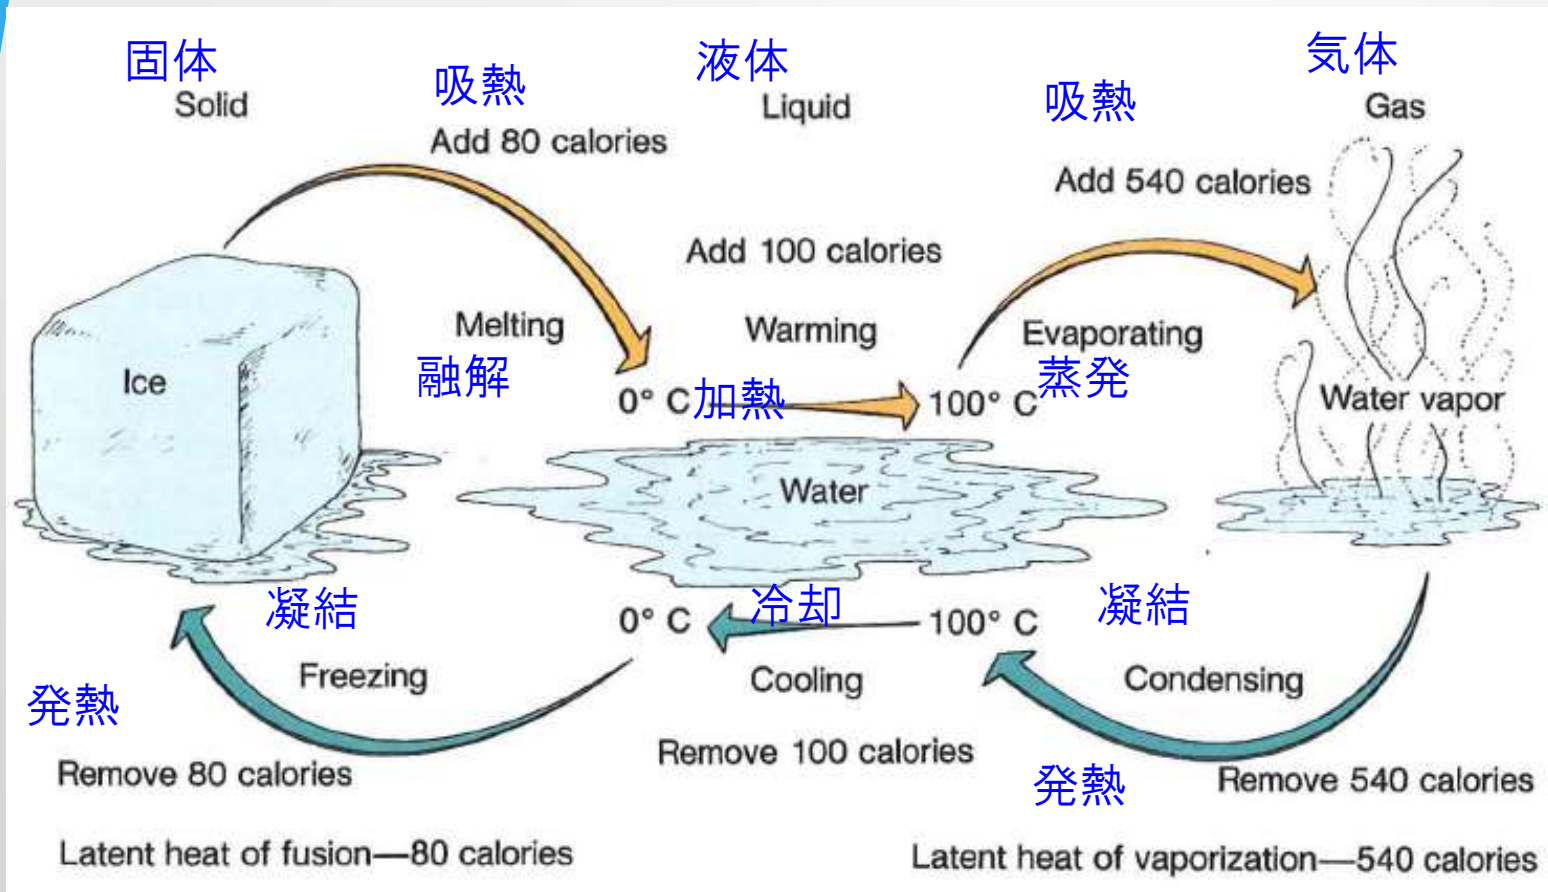 固体
Solid
吸熱
Add 80 calories
液体
Liquid
吸熱
Add 540 calories
気体
Gas
Add 100 calories
Melting
融解
Warming
Evaporating
蒸発
Ice
0° C
加熱
100° C
Water vapor
Water
凝結
0° C
冷却
100° C
凝結
Freezing
Cooling
Condensing
発熱
Remove 80 calories
Remove 100 calories
発熱
Remove 540 calories
Latent heat of fusion—80 calories
Latent heat of vaporization—540 calories